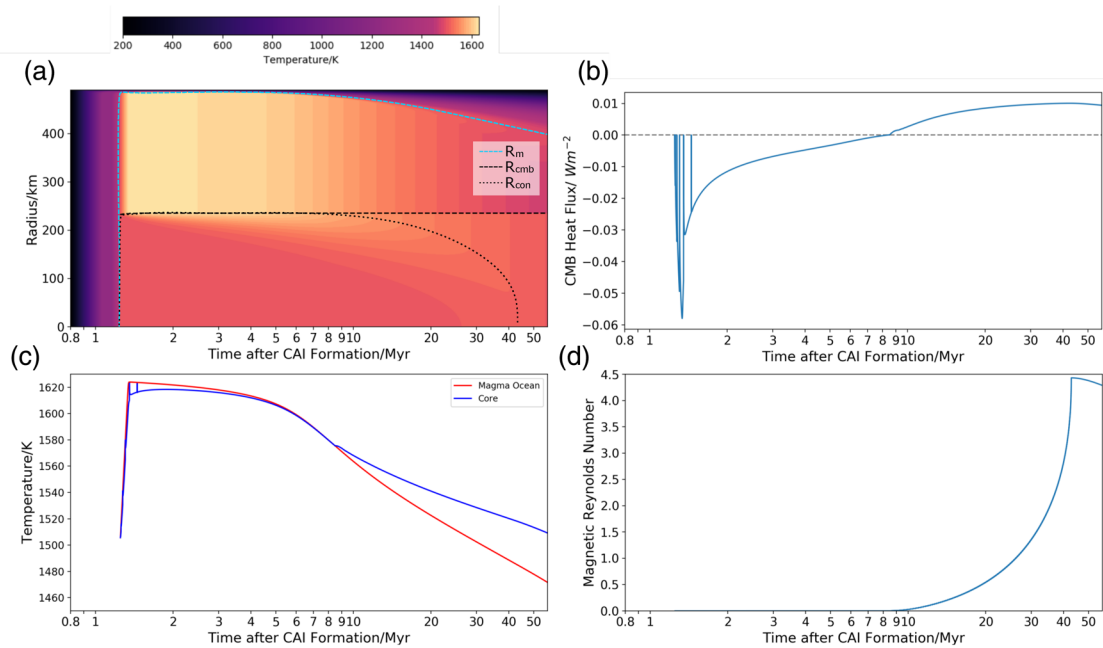 200 400 600 800 1000 1200 1400 1600
Temperature/K
(a)
400
300
200
100
0
Radius/km
Rm
Rcmb
Rcon
0.8 1 2 3 4 5 6 7 8 910 20 30 40 50
Time after CAI Formation/Myr
(b)
0.01
0.00
−0.01
−0.02
−0.03
−0.04
−0.05
−0.06
CMB Heat Flux/ Wm−2
0.8 1 2 3 4 5 6 7 8 910 20 30 40 50
Time after CAI Formation/Myr
(c)
1620
1600
1580
1560
1540
1520
1500
1480
1460
Temperature/K
Magma Ocean
Core
0.8 1 2 3 4 5 6 7 8 910 20 30 40 50
Time after CAI Formation/Myr
(d)
4.5
4.0
3.5
3.0
2.5
2.0
1.5
1.0
0.5
0.0
Magnetic Reynolds Number
0.8 1 2 3 4 5 6 7 8 910 20 30 40 50
Time after CAI Formation/Myr